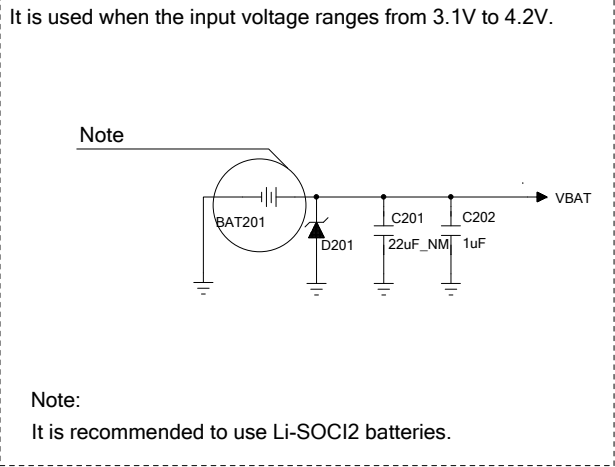 It is used when the input voltage ranges from 3.1V to 4.2V.
Note
VBAT
BAT201
D201
C201
22uF_NM
C202
1uF
Note:
It is recommended to use Li-SOCI2 batteries.